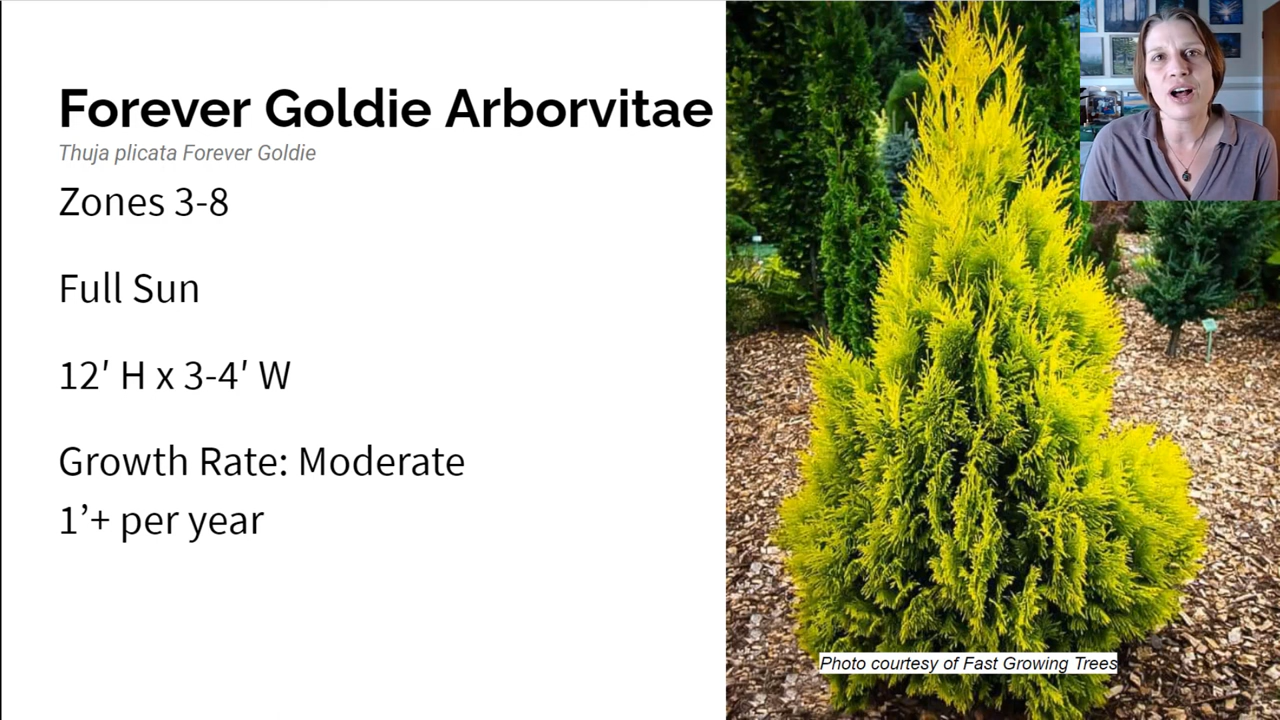 Forever Goldie Arborvitae
Thuja plicata Forever Goldie
Zones 3-8
Full Sun
12′ H x 3-4′ W
Growth Rate: Moderate
1’+ per year
Photo courtesy of Fast Growing Trees